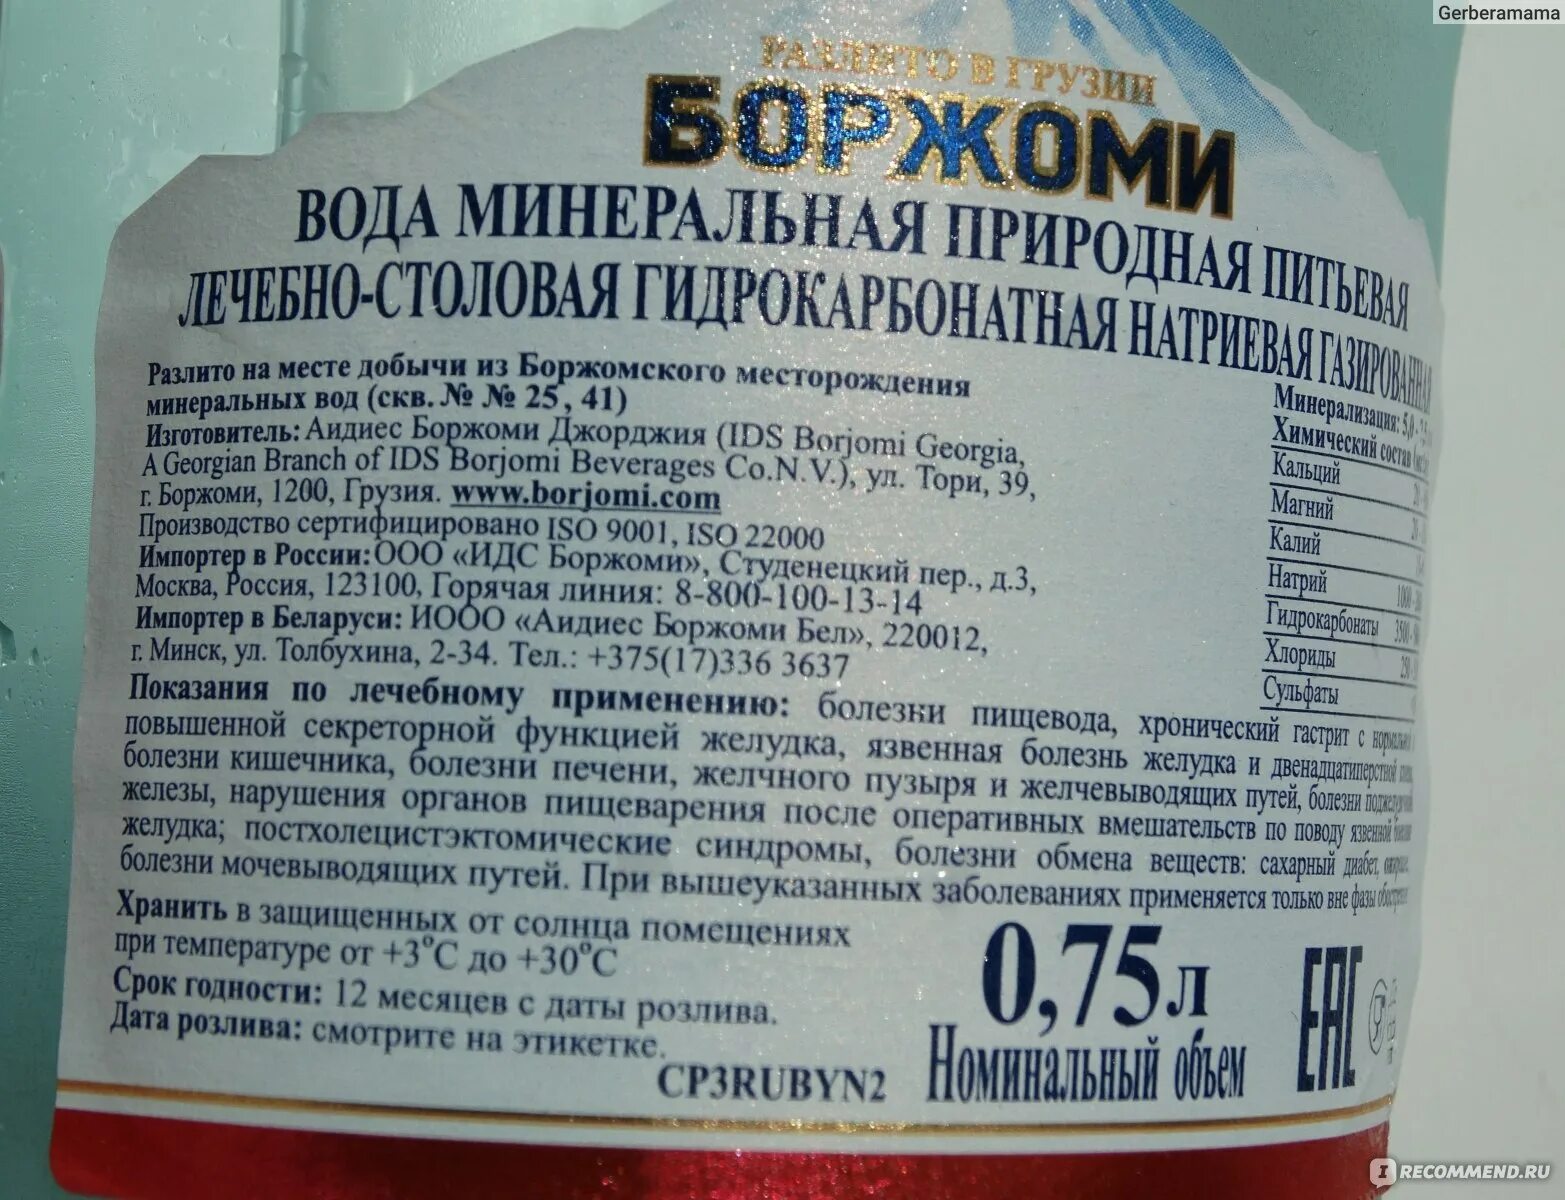 Gerberamama
РАЗЛИТО В ГРУЗИИ
БОРЖОМИ
ВОДА МИНЕРАЛЬНАЯ ПРИРОДНАЯ ПИТЬЕВАЯ
ЛЕЧЕБНО-СТОЛОВАЯ ГИДРОКАРБОНАТНАЯ НАТРИЕВАЯ ГАЗИРОВАННАЯ
Разлито на месте добычи из Боржомского месторождения
минеральных вод (скв. № № 25, 41)
Изготовитель: Аидиес Боржоми Джорджия (IDS Borjomi Georgia,
A Georgian Branch of IDS Borjomi Beverages Co.N.V.), ул. Тори, 39,
г. Боржоми, 1200, Грузия. www.borjomi.com
Производство сертифицировано ISO 9001, ISO 22000
Импортер в России: ООО «ИДС Боржоми», Студенецкий пер., д.3,
Москва, Россия, 123100, Горячая линия: 8-800-100-13-14
Импортер в Беларуси: ИООО «Аидиес Боржоми Бел», 220012,
г. Минск, ул. Толбухина, 2-34. Тел.: +375(17)336 3637
Минерализация: 5,0 -
Химический состав
Кальций
Магний
Калий
Натрий
Гидрокарбонаты
Хлориды
Сульфаты
Показания по лечебному применению: болезни пищевода, хронический гастрит с
повышенной секреторной функцией желудка, язвенная болезнь желудка и двенадцатиперстной
болезни кишечника, болезни печени, желчного пузыря и желчевыводящих путей, болезни
железы, нарушения органов пищеварения после оперативных вмешательств по поводу язвенной
желудка; постхолецистэктомические синдромы, болезни обмена веществ: сахарный диабет,
болезни мочевыводящих путей. При вышеуказанных заболеваниях применяется только вне фазы
Хранить в защищенных от солнца помещениях
при температуре от +3°С до +30°С
Срок годности: 12 месяцев с даты розлива.
Дата розлива: смотрите на этикетке.
CP3RUBYN2
0,75л
Номинальный объем
EAC
IRECOMMEND.RU